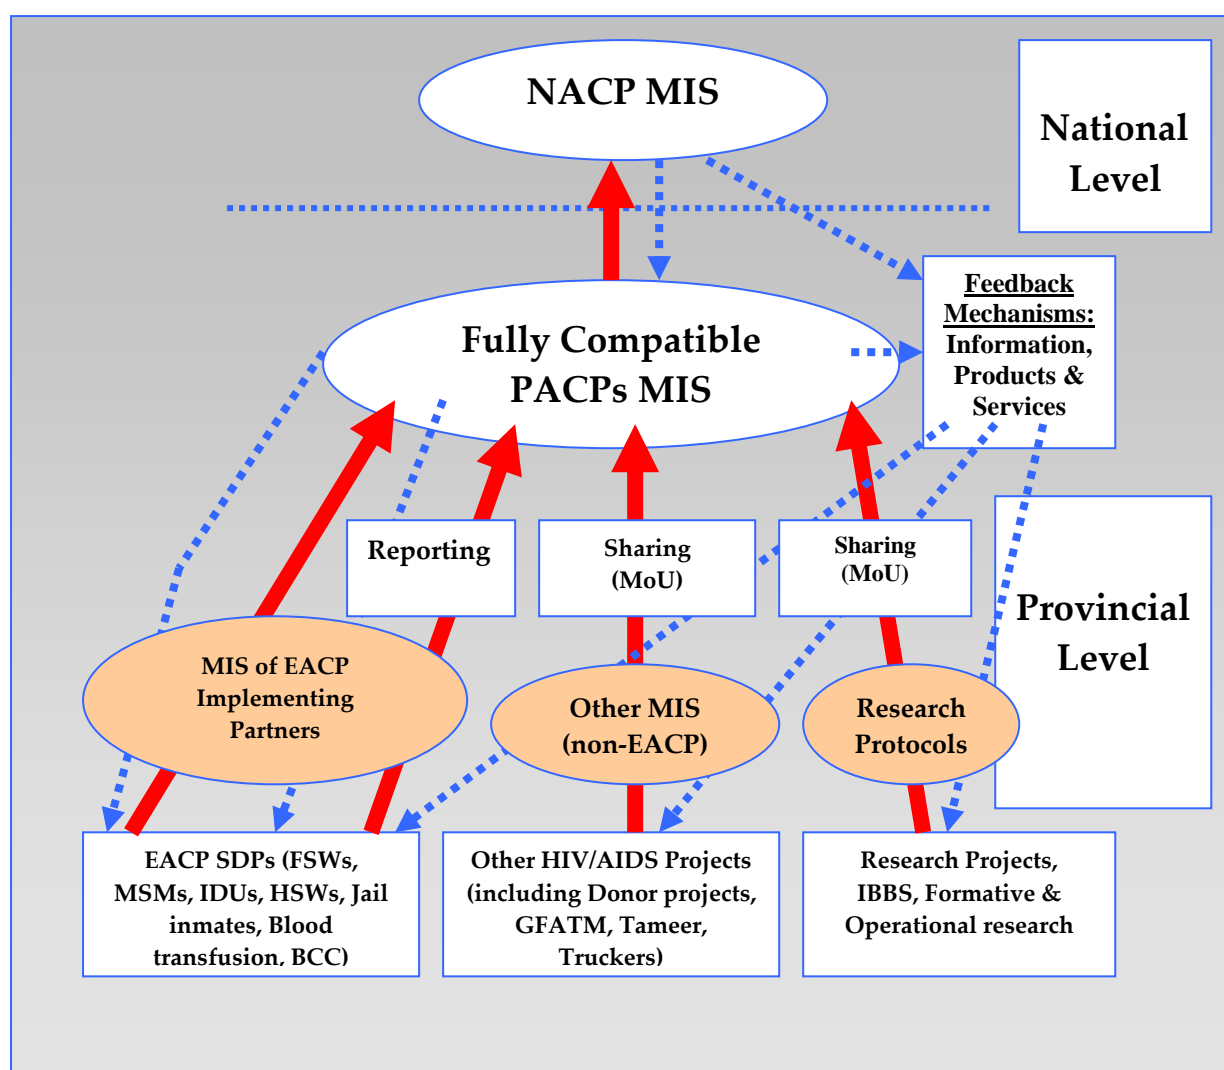 NACP MIS
National
Level
Feedback
Mechanisms:
Information,
Products &
Services
Fully Compatible
PACPs MIS
Reporting
Sharing
(MoU)
Sharing
(MoU)
Provincial
Level
MIS of EACP
Implementing
Partners
Other MIS
(non-EACP)
Research
Protocols
EACP SDPs (FSWs,
MSMs, IDUs, HSWs, Jail
inmates, Blood
transfusion, BCC)
Other HIV/AIDS Projects
(including Donor projects,
GFATM, Tameer,
Truckers)
Research Projects,
IBBS, Formative &
Operational research